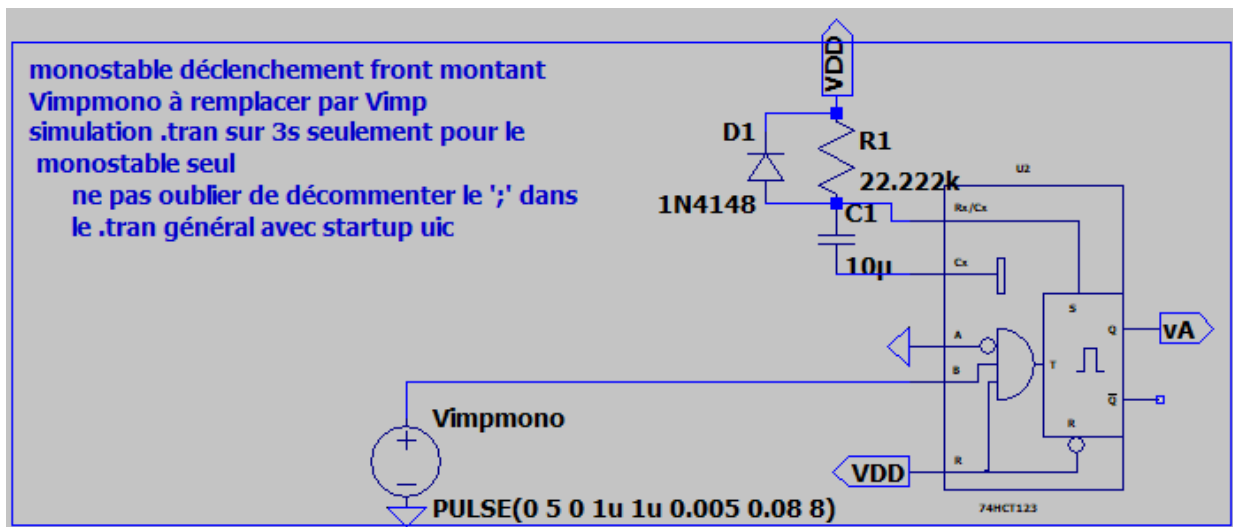 monostable déclenchement front montant
Vimpmono à remplacer par Vimp
simulation .tran sur 3s seulement pour le
monostable seul
ne pas oublier de décommenter le ';' dans
le .tran général avec startup uic
VDD
D1
R1
22.222k
1N4148
C1
10µ
U2
Rx/Cx
Cx
A
B
R
S
T
Q
Q̅
R
vA
Vimpmono
VDD
PULSE(0 5 0 1u 1u 0.005 0.08 8)
74HCT123